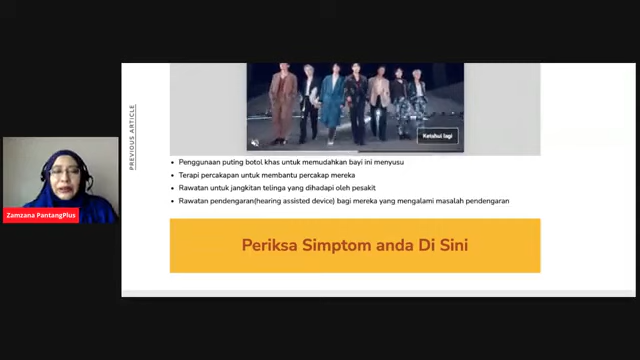 PREVIOUS ARTICLE
Ketahui lagi
Penggunaan puting botol khas untuk memudahkan bayi ini menyusu
Terapi percakapan untuk membantu percakap mereka
Rawatan untuk jangkitan telinga yang dihadapi oleh pesakit
Rawatan pendengaran(hearing assisted device) bagi mereka yang mengalami masalah pendengaran
Zamzana PantangPlus
Periksa Simptom anda Di Sini